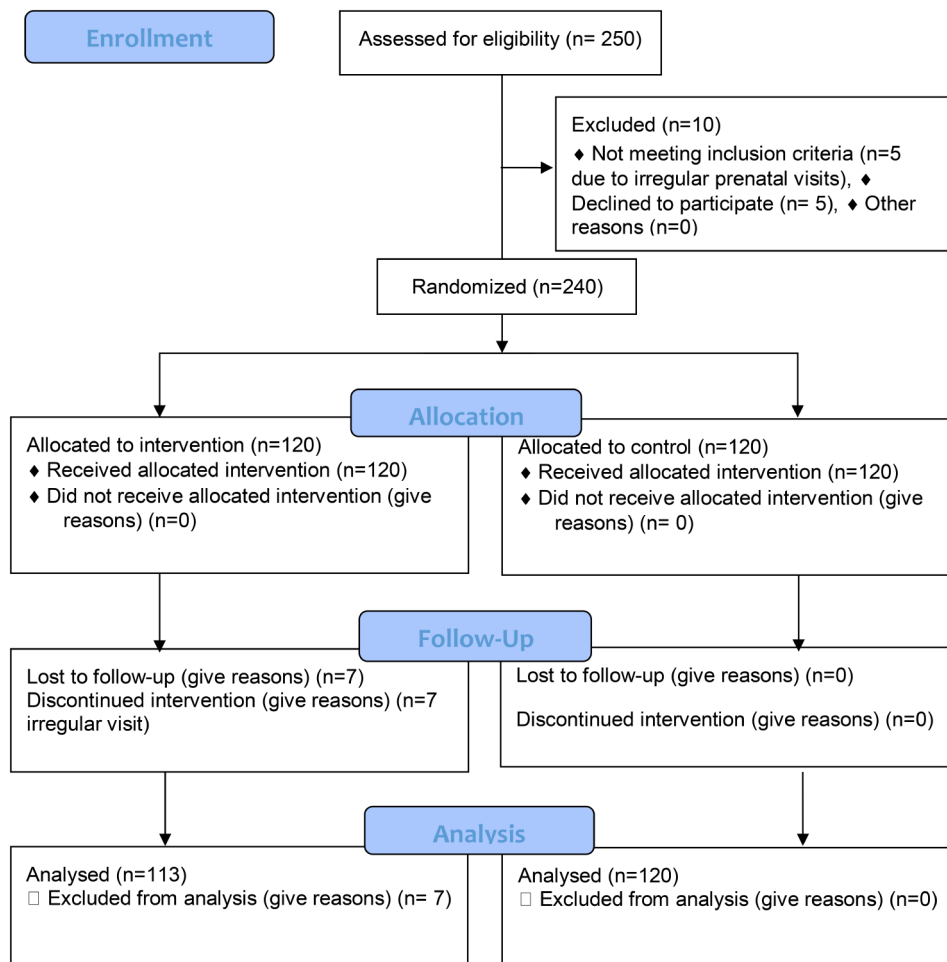 Enrollment
Assessed for eligibility (n= 250)
Excluded (n=10)
♦ Not meeting inclusion criteria (n=5
due to irregular prenatal visits), ♦
Declined to participate (n= 5), ♦ Other
reasons (n=0)
Randomized (n=240)
Allocation
Allocated to intervention (n=120)
♦ Received allocated intervention (n=120)
♦ Did not receive allocated intervention (give
reasons) (n=0)
Allocated to control (n=120)
♦ Received allocated intervention (n=120)
♦ Did not receive allocated intervention (give
reasons) (n= 0)
Follow-Up
Lost to follow-up (give reasons) (n=7)
Discontinued intervention (give reasons) (n=7
irregular visit)
Lost to follow-up (give reasons) (n=0)
Discontinued intervention (give reasons) (n=0)
Analysis
Analysed (n=113)
□ Excluded from analysis (give reasons) (n= 7)
Analysed (n=120)
□ Excluded from analysis (give reasons) (n=0)